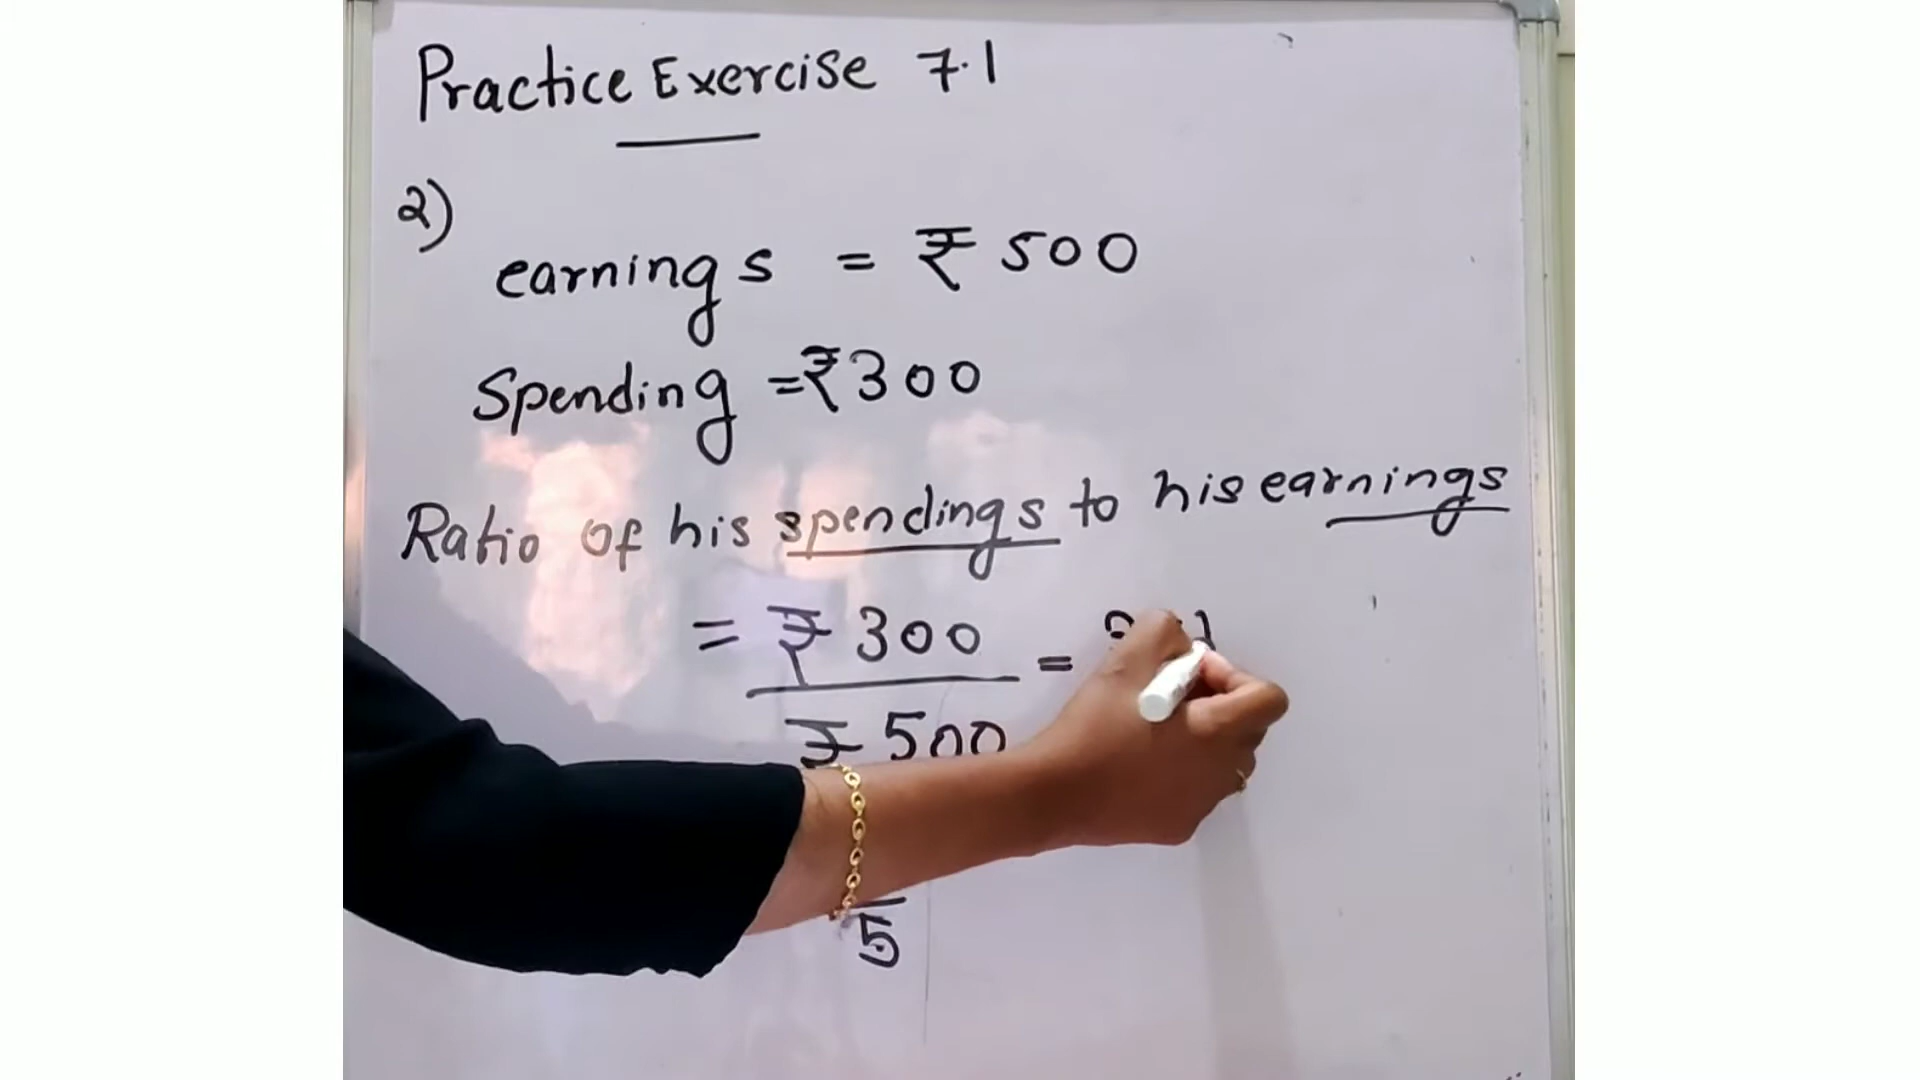 Practice Exercise 7.1
2)
earnings = ₹ 500
Spending = ₹ 300
Ratio of his spendings to his earnings
= ₹ 300 =
₹ 500
5